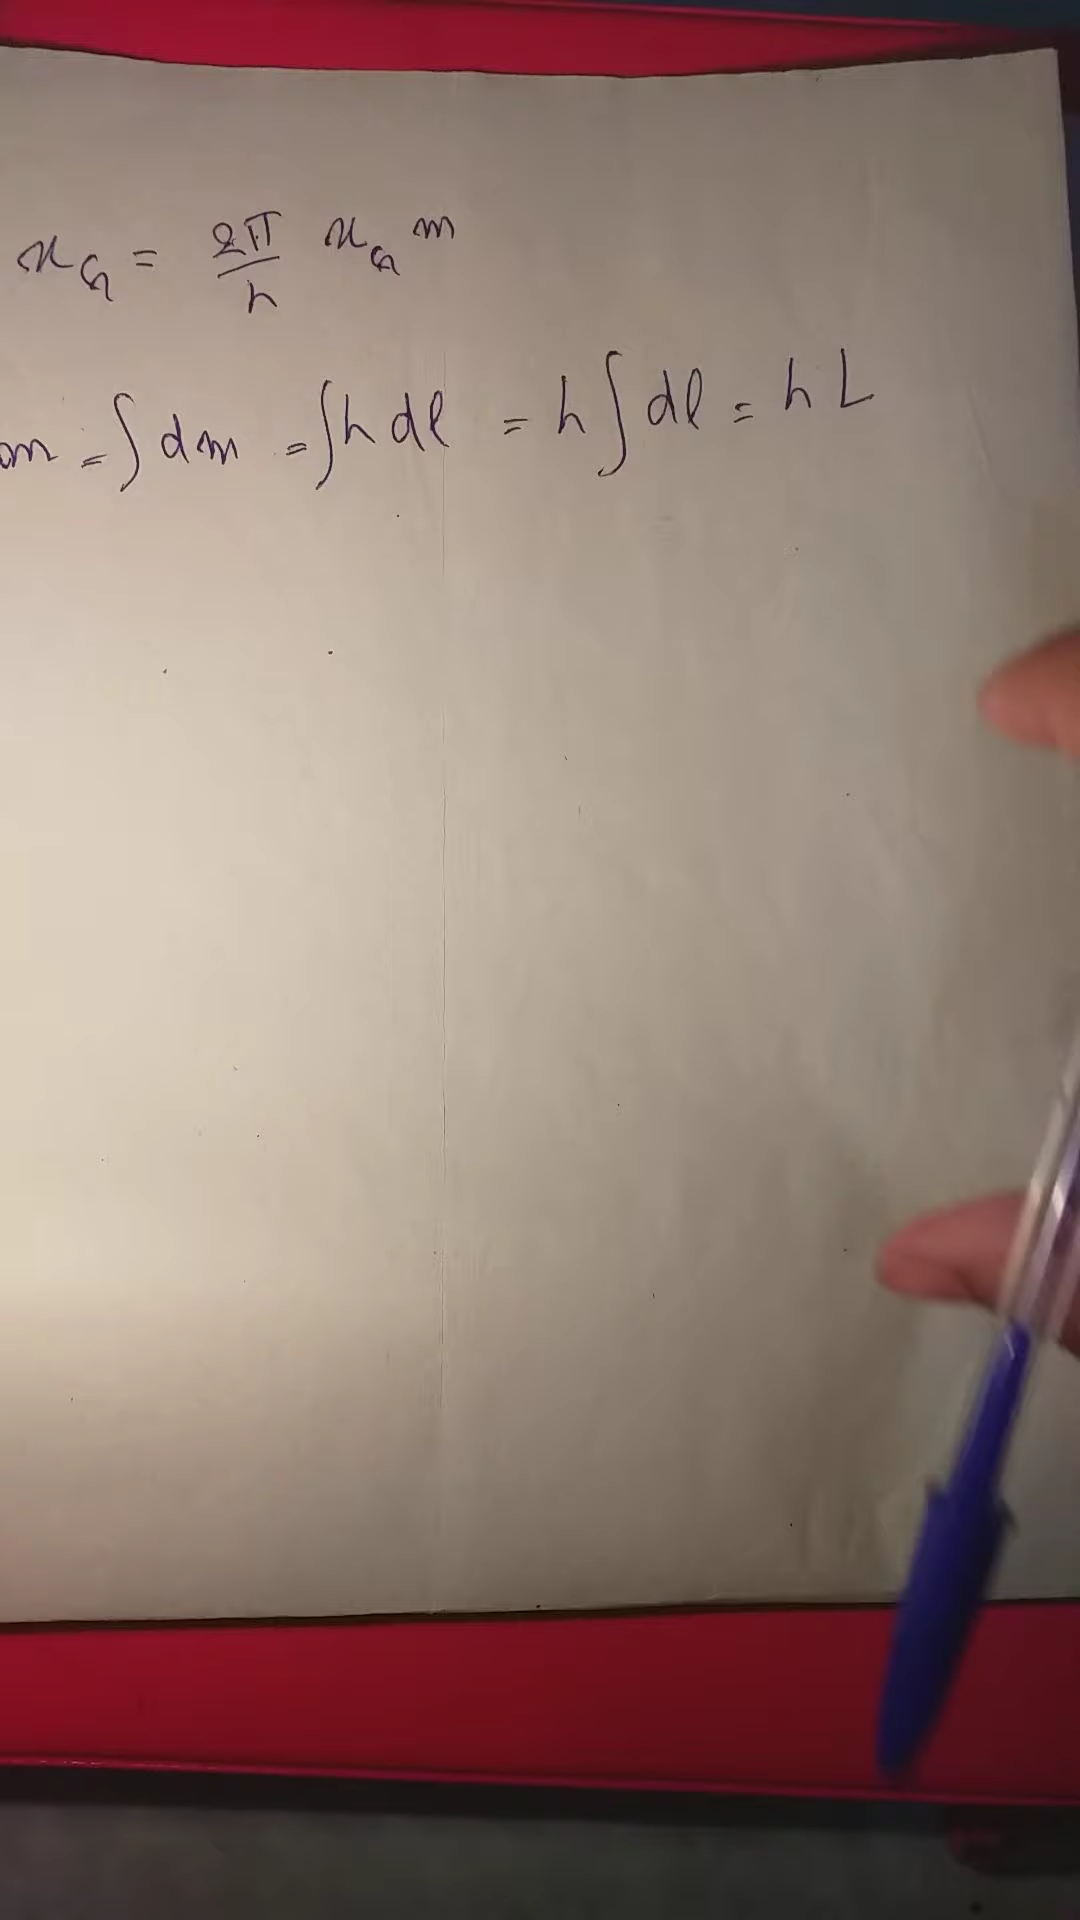 x_G = 2π/h x_G m
m = ∫dm = ∫h dl = h∫dl = h L